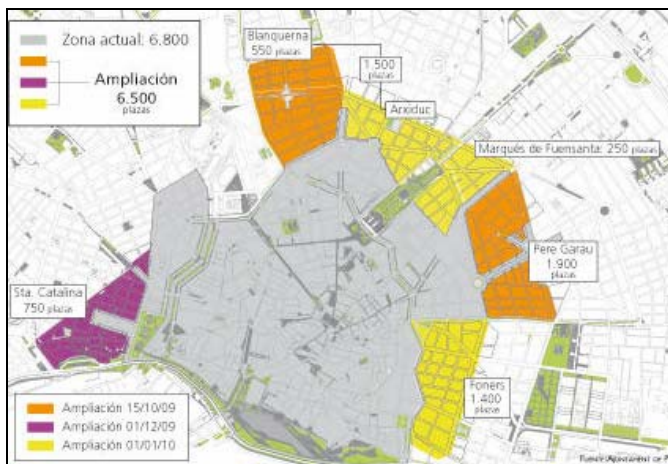 Zona actual: 6.800
Ampliación
6.500
plazas
Blanquerna
550 plazas
1.500
plazas
Arxiduc
Marqués de Fuensanta: 250 plazas
Pere Garau
1.900
plazas
Sta. Catalina
750 plazas
Foners
1.400
plazas
Ampliación 15/10/09
Ampliación 01/12/09
Ampliación 01/01/10